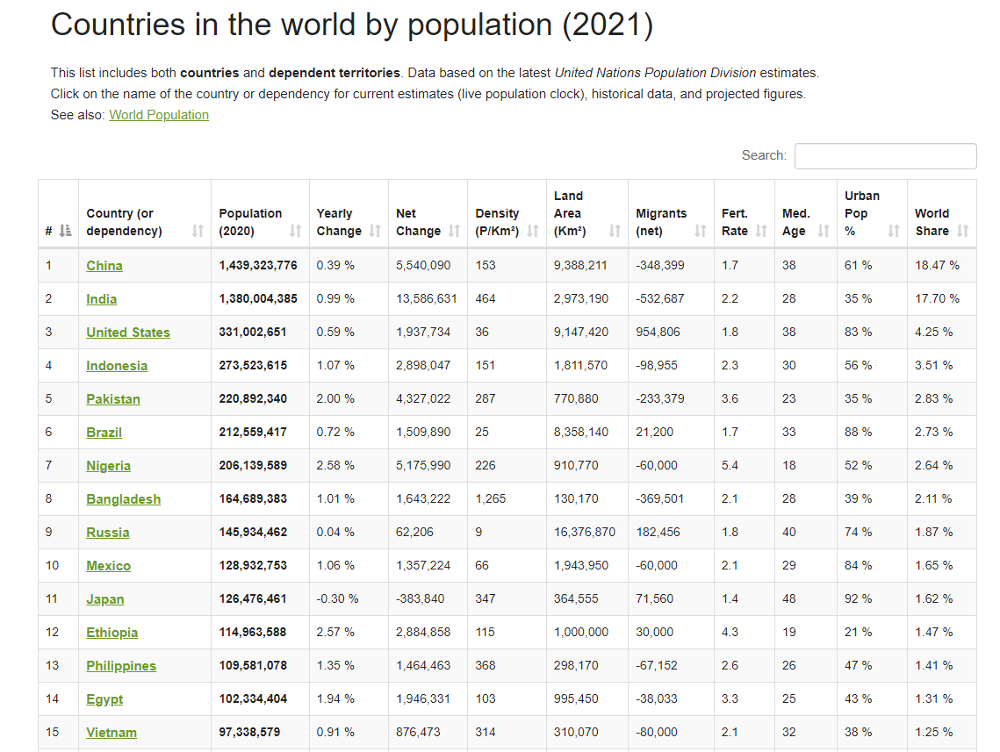 Countries in the world by population (2021)
This list includes both countries and dependent territories. Data based on the latest United Nations Population Division estimates.
Click on the name of the country or dependency for current estimates (live population clock), historical data, and projected figures.
See also: World Population
Search:
# Country (or dependency) Population (2020) Yearly Change Net Change Density (P/Km²) Land Area (Km²) Migrants (net) Fert. Rate Med. Age Urban Pop % World Share
1 China 1,439,323,776 0.39 % 5,540,090 153 9,388,211 -348,399 1.7 38 61 % 18.47 %
2 India 1,380,004,385 0.99 % 13,586,631 464 2,973,190 -532,687 2.2 28 35 % 17.70 %
3 United States 331,002,651 0.59 % 1,937,734 36 9,147,420 954,806 1.8 38 83 % 4.25 %
4 Indonesia 273,523,615 1.07 % 2,898,047 151 1,811,570 -98,955 2.3 30 56 % 3.51 %
5 Pakistan 220,892,340 2.00 % 4,327,022 287 770,880 -233,379 3.6 23 35 % 2.83 %
6 Brazil 212,559,417 0.72 % 1,509,890 25 8,358,140 21,200 1.7 33 88 % 2.73 %
7 Nigeria 206,139,589 2.58 % 5,175,990 226 910,770 -60,000 5.4 18 52 % 2.64 %
8 Bangladesh 164,689,383 1.01 % 1,643,222 1,265 130,170 -369,501 2.1 28 39 % 2.11 %
9 Russia 145,934,462 0.04 % 62,206 9 16,376,870 182,456 1.8 40 74 % 1.87 %
10 Mexico 128,932,753 1.06 % 1,357,224 66 1,943,950 -60,000 2.1 29 84 % 1.65 %
11 Japan 126,476,461 -0.30 % -383,840 347 364,555 71,560 1.4 48 92 % 1.62 %
12 Ethiopia 114,963,588 2.57 % 2,884,858 115 1,000,000 30,000 4.3 19 21 % 1.47 %
13 Philippines 109,581,078 1.35 % 1,464,463 368 298,170 -67,152 2.6 26 47 % 1.41 %
14 Egypt 102,334,404 1.94 % 1,946,331 103 995,450 -38,033 3.3 25 43 % 1.31 %
15 Vietnam 97,338,579 0.91 % 876,473 314 310,070 -80,000 2.1 32 38 % 1.25 %